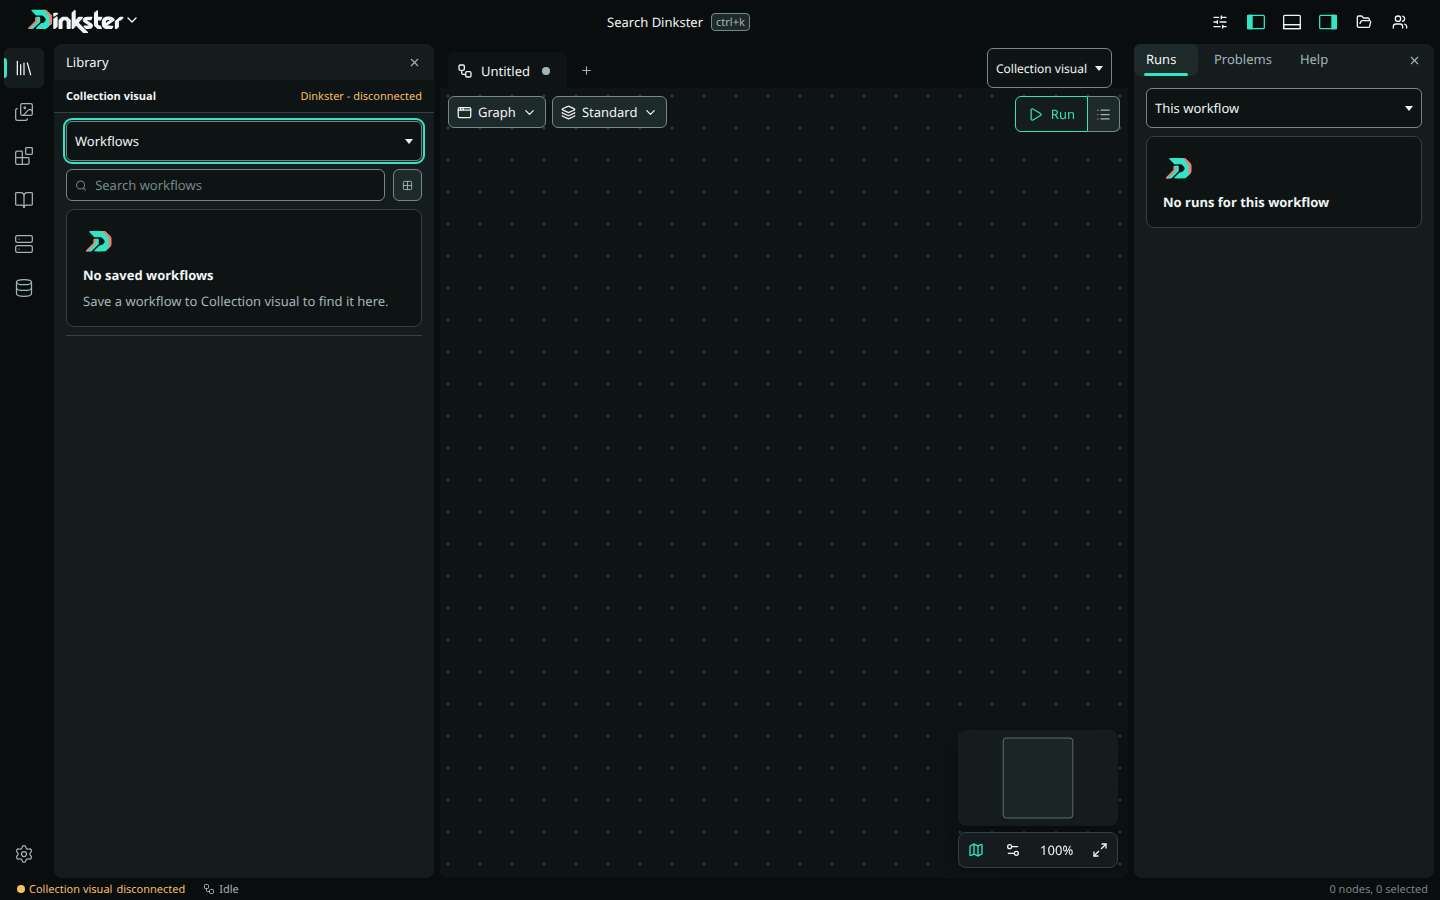 Dinkster
Search Dinkster ctrl+k
Library
Collection visual
Dinkster - disconnected
Workflows
Search workflows
No saved workflows
Save a workflow to Collection visual to find it here.
Untitled
Collection visual
Graph
Standard
Run
100%
Runs
Problems
Help
This workflow
No runs for this workflow
Collection visual disconnected
Idle
0 nodes, 0 selected